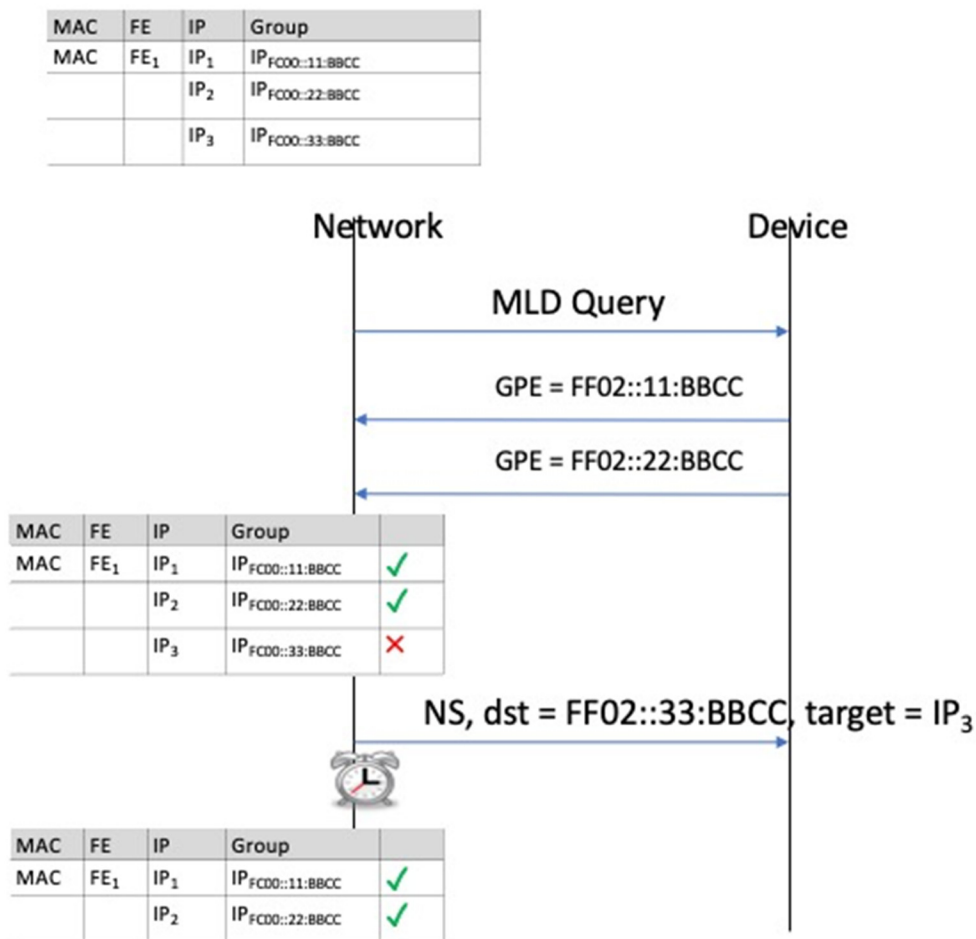 MAC FE IP Group
MAC FE1 IP1 IPFC00::11:BBCC
IP2 IPFC00::22:BBCC
IP3 IPFC00::33:BBCC
Network Device
MLD Query
GPE = FF02::11:BBCC
GPE = FF02::22:BBCC
MAC FE IP Group
MAC FE1 IP1 IPFC00::11:BBCC ✓
IP2 IPFC00::22:BBCC ✓
IP3 IPFC00::33:BBCC ✕
NS, dst = FF02::33:BBCC, target = IP3
MAC FE IP Group
MAC FE1 IP1 IPFC00::11:BBCC ✓
IP2 IPFC00::22:BBCC ✓